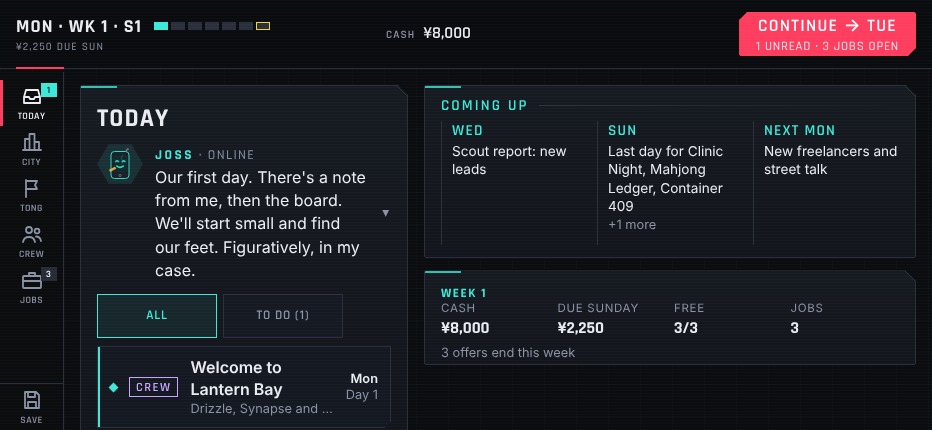 MON · WK 1 · S1
¥2,250 DUE SUN
CASH ¥8,000
CONTINUE → TUE
1 UNREAD · 3 JOBS OPEN
1
TODAY
CITY
TONG
CREW
3
JOBS
SAVE
TODAY
JOSS · ONLINE
Our first day. There's a note
from me, then the board.
We'll start small and find
our feet. Figuratively, in my
case.
ALL
TO DO (1)
CREW
Welcome to
Lantern Bay
Drizzle, Synapse and ...
Mon
Day 1
COMING UP
WED
Scout report: new
leads
SUN
Last day for Clinic
Night, Mahjong
Ledger, Container
409
+1 more
NEXT MON
New freelancers and
street talk
WEEK 1
CASH
¥8,000
DUE SUNDAY
¥2,250
FREE
3/3
JOBS
3
3 offers end this week